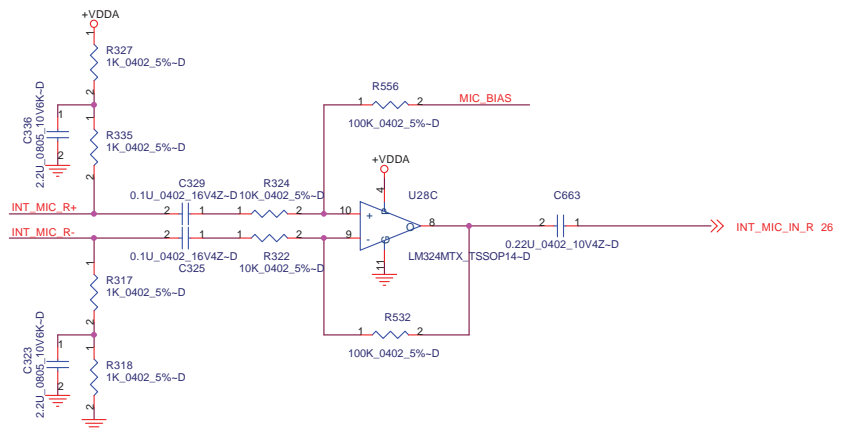 +VDDA
1
R327
1K_0402_5%~D
2
C336
2.2U_0805_10V6K~D
1
2
1
R335
1K_0402_5%~D
2
R556
1 2
100K_0402_5%~D
MIC_BIAS
+VDDA
C329
0.1U_0402_16V4Z~D
R324
10K_0402_5%~D
4
U28C
C663
INT_MIC_R+
2 1
1 2
10
+
P
8
O
2 1
INT_MIC_IN_R 26
INT_MIC_R-
2 1
1 2
9
-
G
0.22U_0402_10V4Z~D
0.1U_0402_16V4Z~D
C325
R322
10K_0402_5%~D
11
LM324MTX_TSSOP14~D
1
R317
1K_0402_5%~D
2
R532
1 2
100K_0402_5%~D
C323
2.2U_0805_10V6K~D
1
2
1
R318
1K_0402_5%~D
2